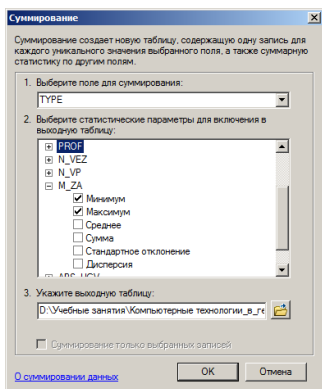 Суммирование
Суммирование создает новую таблицу, содержащую одну запись для
каждого уникального значения выбранного поля, а также суммарную
статистику по другим полям.
1. Выберите поле для суммирования:
TYPE
2. Выберите статистические параметры для включения в
выходную таблицу:
PROF
N_VEZ
N_VP
M_ZA
Минимум
Максимум
Среднее
Сумма
Стандартное отклонение
Дисперсия
3. Укажите выходную таблицу:
D:\Учебные занятия\Компьютерные технологии_в_ге
Суммирование только выбранных записей
О суммировании данных
OK Отмена